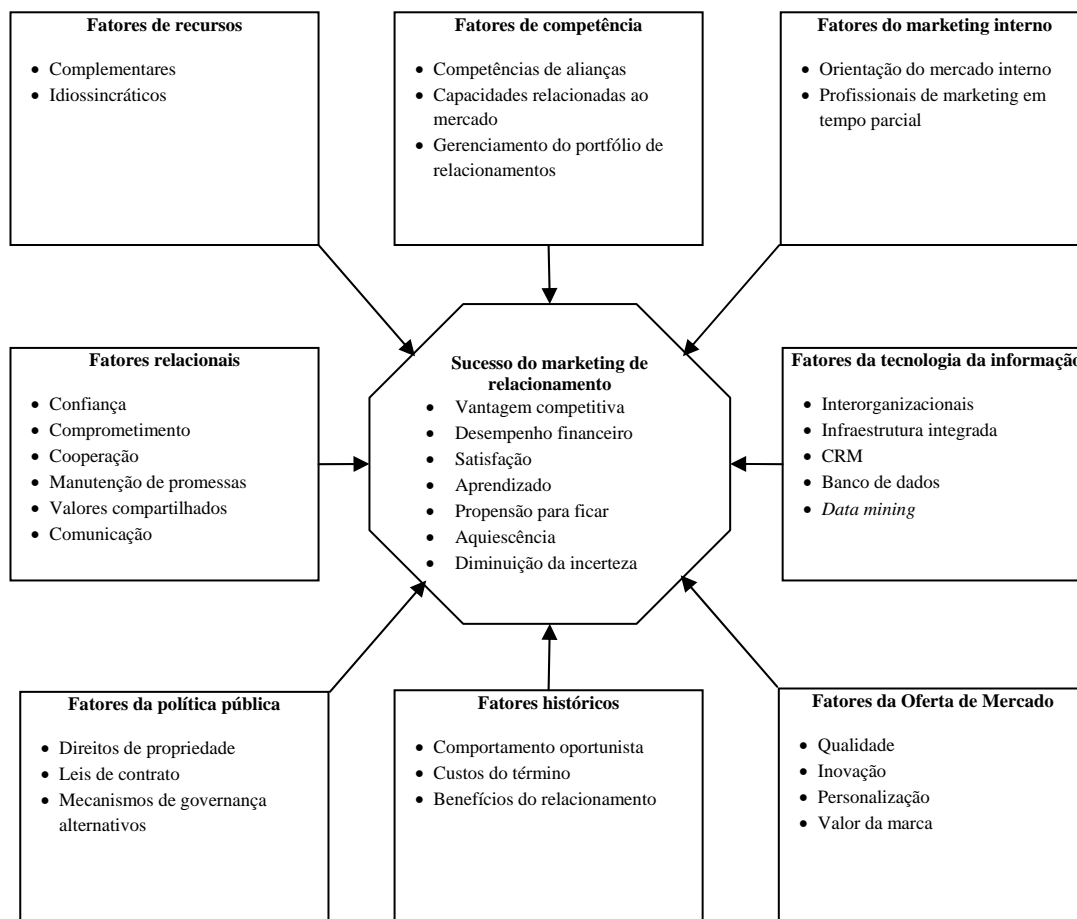 Fatores de recursos
• Complementares
• Idiossincráticos
Fatores de competência
• Competências de alianças
• Capacidades relacionadas ao
mercado
• Gerenciamento do portfólio de
relacionamentos
Fatores do marketing interno
• Orientação do mercado interno
• Profissionais de marketing em
tempo parcial
Fatores relacionais
• Confiança
• Comprometimento
• Cooperação
• Manutenção de promessas
• Valores compartilhados
• Comunicação
Sucesso do marketing de
relacionamento
• Vantagem competitiva
• Desempenho financeiro
• Satisfação
• Aprendizado
• Propensão para ficar
• Aquiescência
• Diminuição da incerteza
Fatores da tecnologia da informação
• Interorganizacionais
• Infraestrutura integrada
• CRM
• Banco de dados
• Data mining
Fatores da política pública
• Direitos de propriedade
• Leis de contrato
• Mecanismos de governança
alternativos
Fatores históricos
• Comportamento oportunista
• Custos do término
• Benefícios do relacionamento
Fatores da Oferta de Mercado
• Qualidade
• Inovação
• Personalização
• Valor da marca